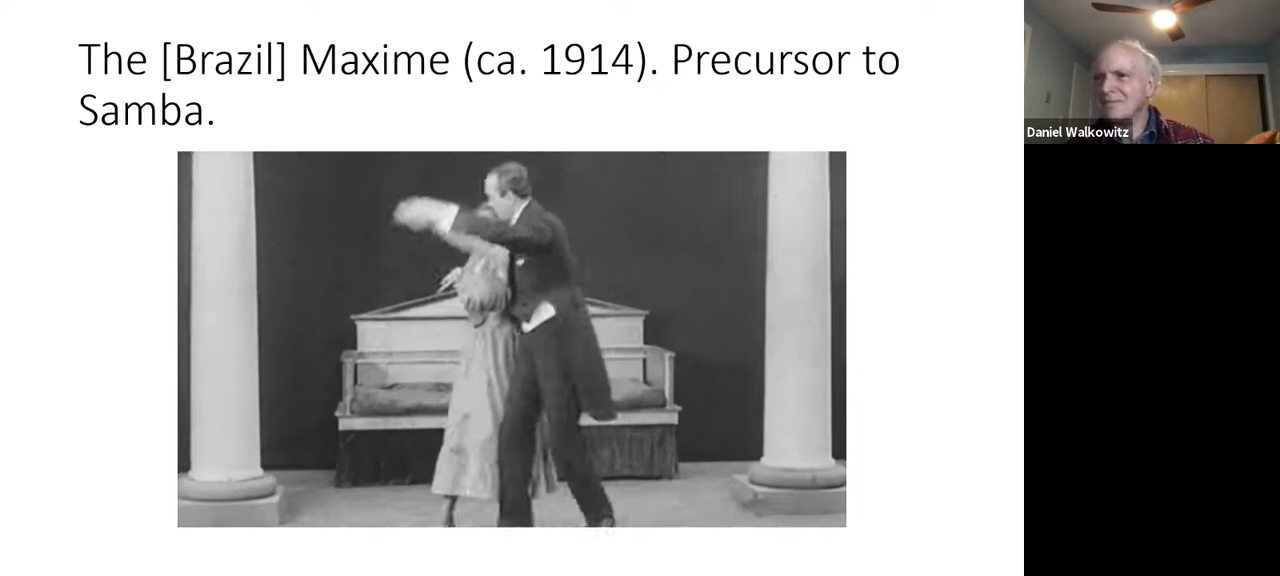 The [Brazil] Maxime (ca. 1914). Precursor to
Samba.
Daniel Walkowitz